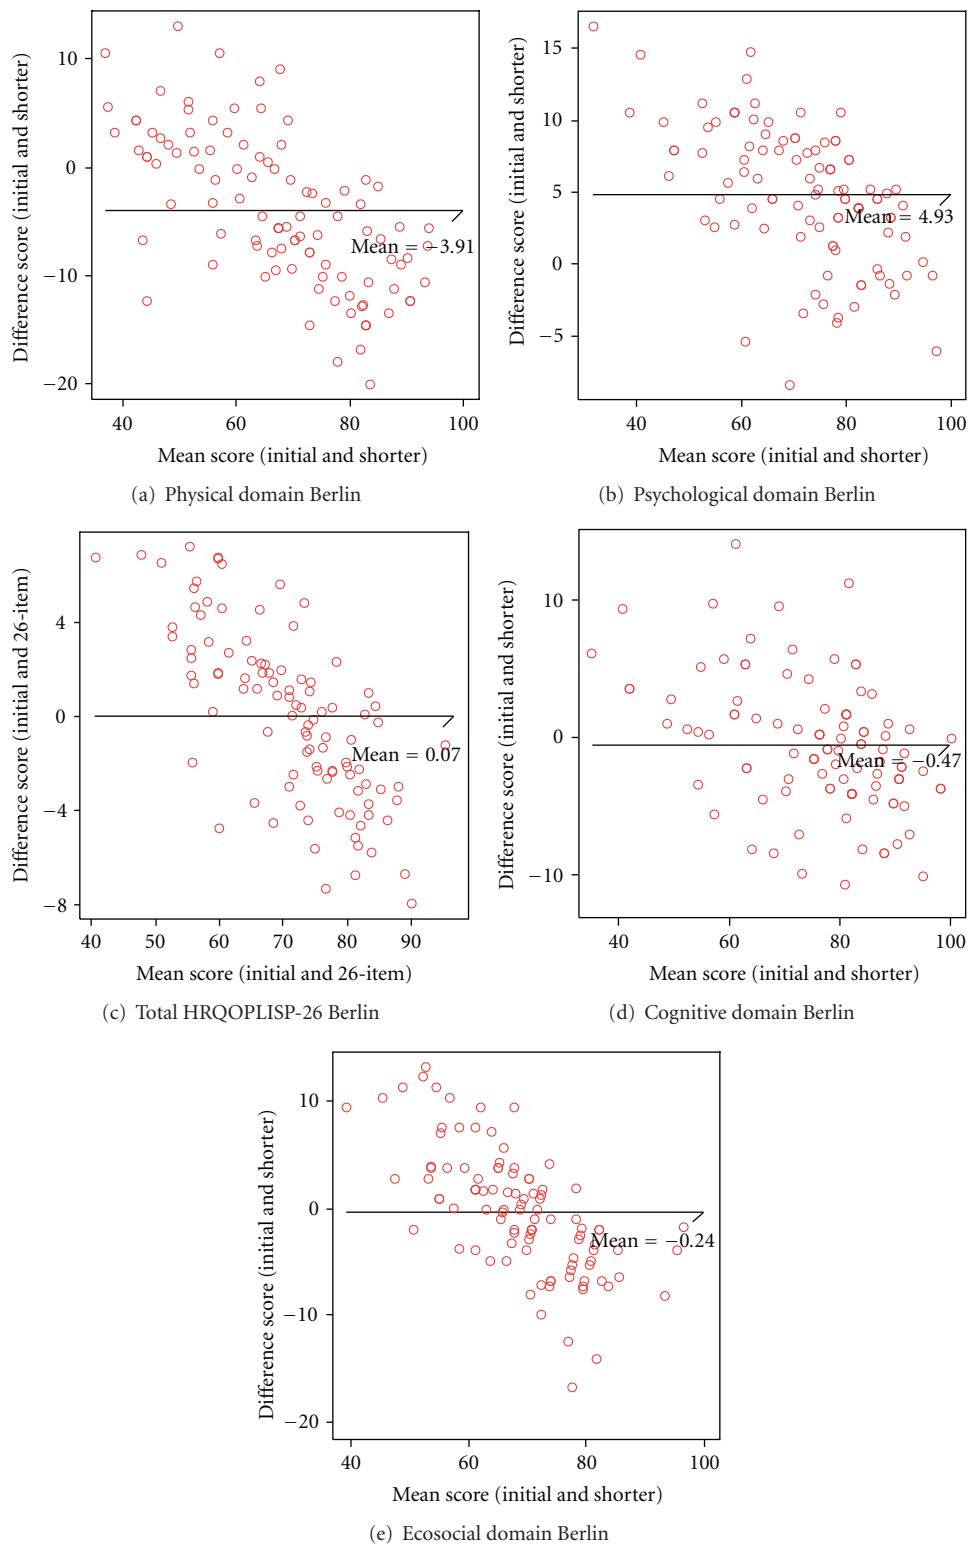 Difference score (initial and shorter)
10
0
−10
−20
Mean = −3.91
40 60 80 100
Mean score (initial and shorter)
(a) Physical domain Berlin
Difference score (initial and shorter)
15
10
5
0
−5
Mean = 4.93
40 60 80 100
Mean score (initial and shorter)
(b) Psychological domain Berlin
Difference score (initial and 26-item)
4
0
−4
−8
Mean = 0.07
40 50 60 70 80 90
Mean score (initial and 26-item)
(c) Total HRQOPLISP-26 Berlin
Difference score (initial and shorter)
10
0
−10
Mean = −0.47
40 60 80 100
Mean score (initial and shorter)
(d) Cognitive domain Berlin
Difference score (initial and shorter)
10
0
−10
−20
Mean = −0.24
40 60 80 100
Mean score (initial and shorter)
(e) Ecosocial domain Berlin